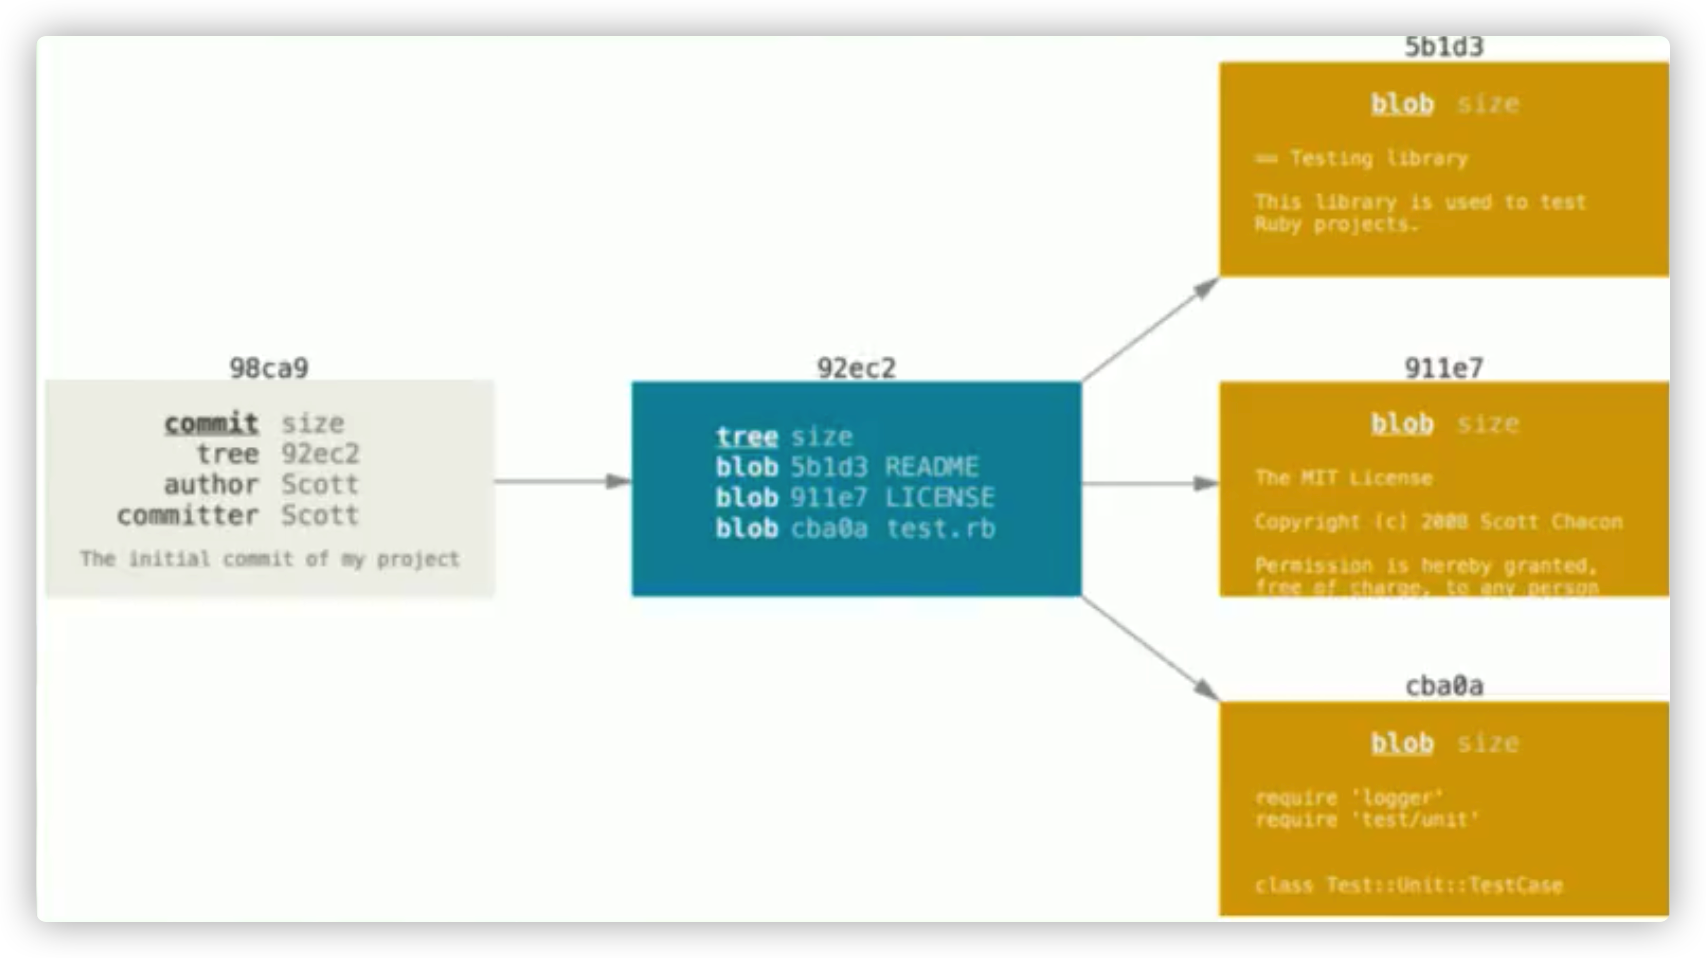 98ca9
commit size
tree 92ec2
author Scott
committer Scott
The initial commit of my project
92ec2
tree size
blob 5b1d3 README
blob 911e7 LICENSE
blob cba0a test.rb
5b1d3
blob size
== Testing library
This library is used to test
Ruby projects.
911e7
blob size
The MIT License
Copyright (c) 2008 Scott Chacon
Permission is hereby granted,
free of charge, to any person
cba0a
blob size
require 'logger'
require 'test/unit'
class Test::Unit::TestCase